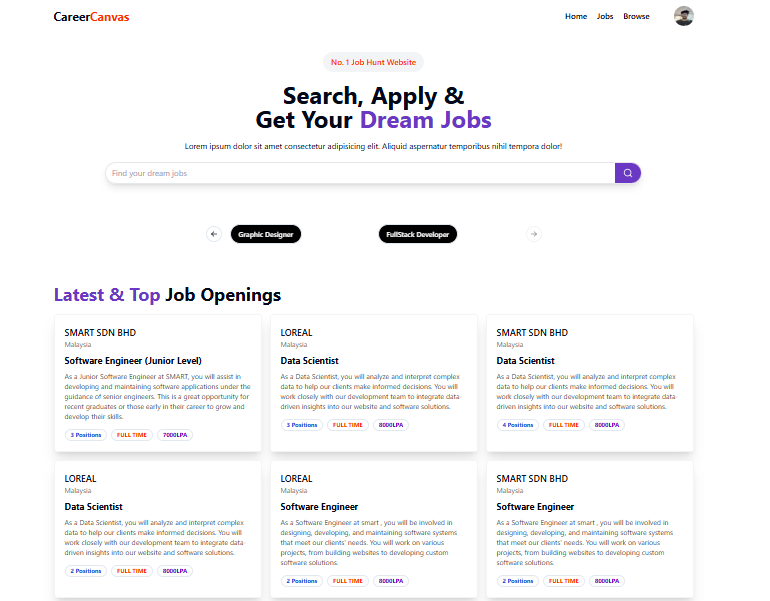 CareerCanvas
Home Jobs Browse
No. 1 Job Hunt Website
Search, Apply &
Get Your Dream Jobs
Lorem ipsum dolor sit amet consectetur adipisicing elit. Aliquid aspernatur temporibus nihil tempora dolor!
Find your dream jobs
Graphic Designer
FullStack Developer
Latest & Top Job Openings
SMART SDN BHD
Malaysia
Software Engineer (Junior Level)
As a Junior Software Engineer at SMART, you will assist in
developing and maintaining software applications under the
guidance of senior engineers. This is a great opportunity for
recent graduates or those early in their career to grow and
develop their skills.
3 Positions FULL TIME 7000LPA
LOREAL
Malaysia
Data Scientist
As a Data Scientist, you will analyze and interpret complex
data to help our clients make informed decisions. You will
work closely with our development team to integrate data-
driven insights into our website and software solutions.
3 Positions FULL TIME 8000LPA
SMART SDN BHD
Malaysia
Data Scientist
As a Data Scientist, you will analyze and interpret complex
data to help our clients make informed decisions. You will
work closely with our development team to integrate data-
driven insights into our website and software solutions.
4 Positions FULL TIME 8000LPA
LOREAL
Malaysia
Data Scientist
As a Data Scientist, you will analyze and interpret complex
data to help our clients make informed decisions. You will
work closely with our development team to integrate data-
driven insights into our website and software solutions.
2 Positions FULL TIME 8000LPA
LOREAL
Malaysia
Software Engineer
As a Software Engineer at smart , you will be involved in
designing, developing, and maintaining software systems
that meet our clients' needs. You will work on various
projects, from building websites to developing custom
software solutions.
2 Positions FULL TIME 8000LPA
SMART SDN BHD
Malaysia
Software Engineer
As a Software Engineer at smart , you will be involved in
designing, developing, and maintaining software systems
that meet our clients' needs. You will work on various
projects, from building websites to developing custom
software solutions.
2 Positions FULL TIME 8000LPA